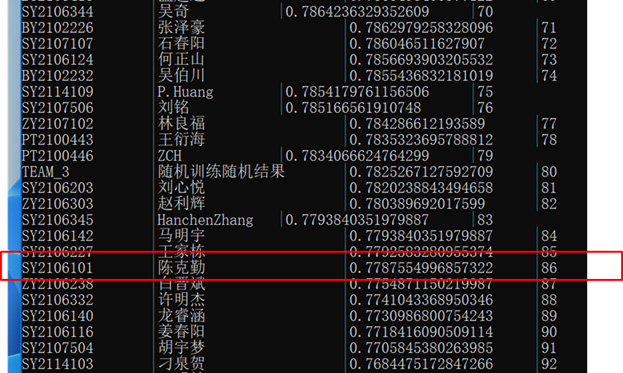 SY2106344 |吴奇 |0.7864236329352609 |70
BY2102226 |张泽豪 |0.7862979258328096 |71
SY2107107 |石春阳 |0.786046511627907 |72
SY2106124 |何正山 |0.7856693903205532 |73
BY2102232 |吴伯川 |0.7855436832181019 |74
SY2114109 |P.Huang |0.7854179761156506 |75
SY2107506 |刘铭 |0.785166561910748 |76
ZY2107102 |林良福 |0.784286612193589 |77
PT2100443 |王衍海 |0.7835323695788812 |78
PT2100446 |ZCH |0.7834066624764299 |79
TEAM_3 |随机训练随机结果 |0.7825267127592709 |80
SY2106203 |刘心悦 |0.7820238843494658 |81
ZY2106303 |赵利辉 |0.780389692017599 |82
SY2106345 |HanchenZhang |0.7793840351979887 |83
SY2106142 |马明宇 |0.7793840351979887 |84
SY2106227 |王家栋 |0.7792583280955374 |85
SY2106101 |陈克勤 |0.7787554996857322 |86
ZY2106238 |白晋斌 |0.7754871150219987 |87
SY2106332 |许明杰 |0.7741043368950346 |88
SY2106140 |龙睿涵 |0.7730986800754243 |89
SY2106116 |姜春阳 |0.7718416090509114 |90
SY2107504 |胡宇梦 |0.7705845380263985 |91
SY2114103 |刁泉贺 |0.7684475172847266 |92